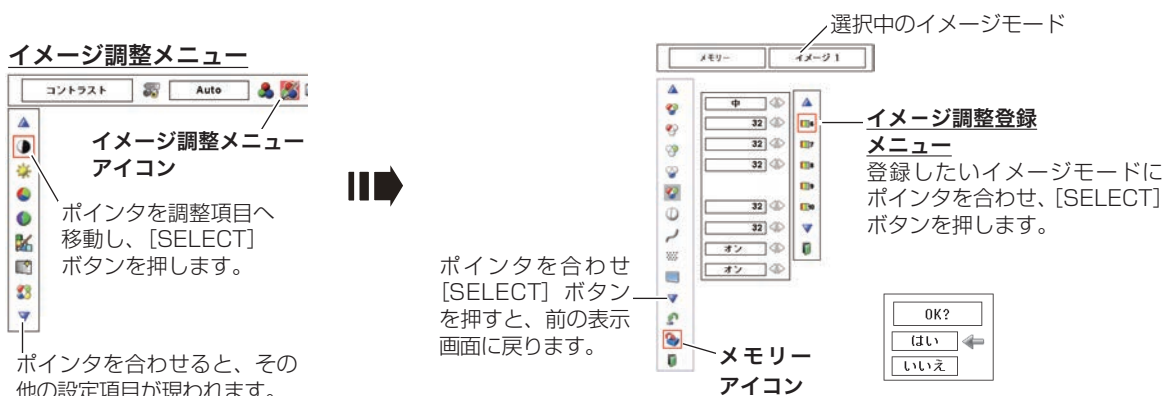 選択中のイメージモード
イメージ調整メニュー
コントラスト
Auto
イメージ調整メニュー
アイコン
ポインタを調整項目へ
移動し、［SELECT］
ボタンを押します。
ポインタを合わせると、その
他の設定項目が現われます。
メモリー
イメージ 1
中
32
32
32
32
32
オン
オン
イメージ調整登録
メニュー
登録したいイメージモードに
ポインタを合わせ、［SELECT］
ボタンを押します。
ポインタを合わせ
［SELECT］ボタン
を押すと、前の表示
画面に戻ります。
メモリー
アイコン
OK?
はい
いいえ